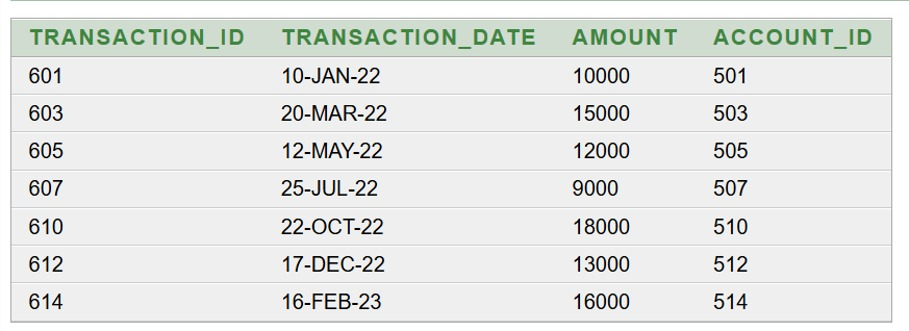 TRANSACTION_ID TRANSACTION_DATE AMOUNT ACCOUNT_ID
601 10-JAN-22 10000 501
603 20-MAR-22 15000 503
605 12-MAY-22 12000 505
607 25-JUL-22 9000 507
610 22-OCT-22 18000 510
612 17-DEC-22 13000 512
614 16-FEB-23 16000 514